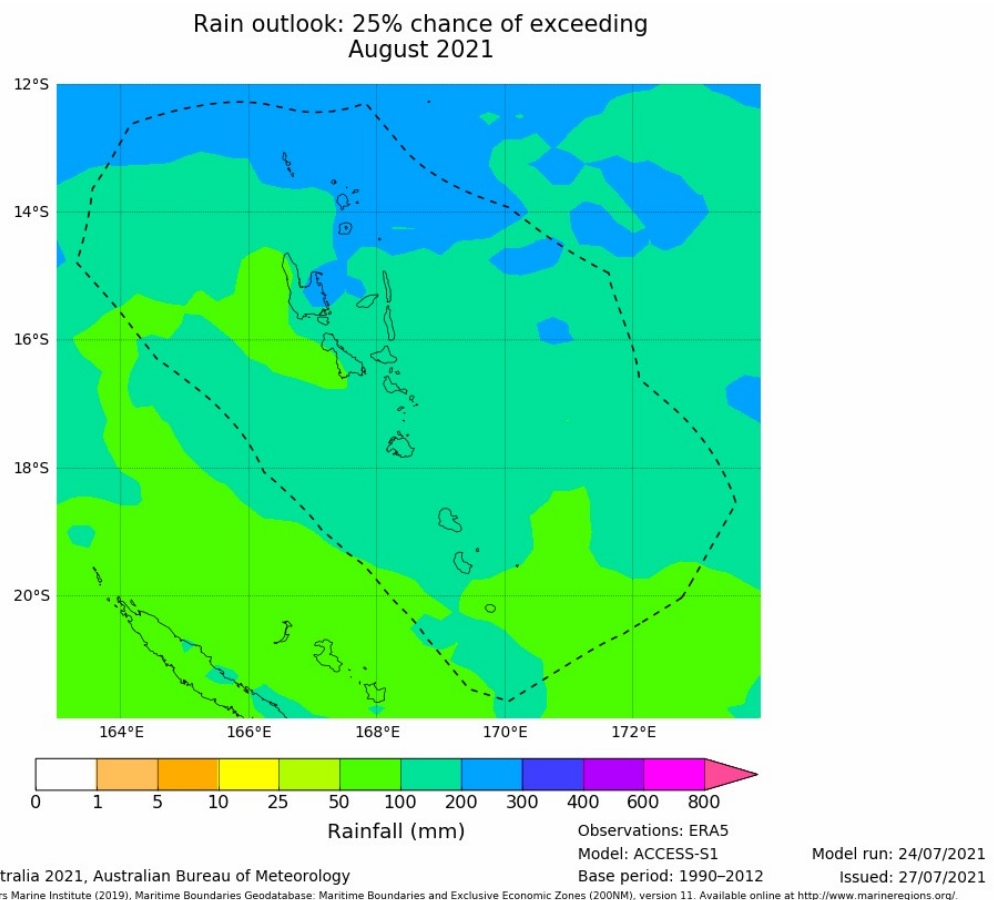 Rain outlook: 25% chance of exceeding
August 2021
12°S
14°S
16°S
18°S
20°S
164°E 166°E 168°E 170°E 172°E
0 1 5 10 25 50 100 200 300 400 600 800
Rainfall (mm)
Observations: ERA5
Model: ACCESS-S1
Base period: 1990–2012
Model run: 24/07/2021
Issued: 27/07/2021
tralia 2021, Australian Bureau of Meteorology
rs Marine Institute (2019), Maritime Boundaries Geodatabase: Maritime Boundaries and Exclusive Economic Zones (200NM), version 11. Available online at http://www.marineregions.org/.